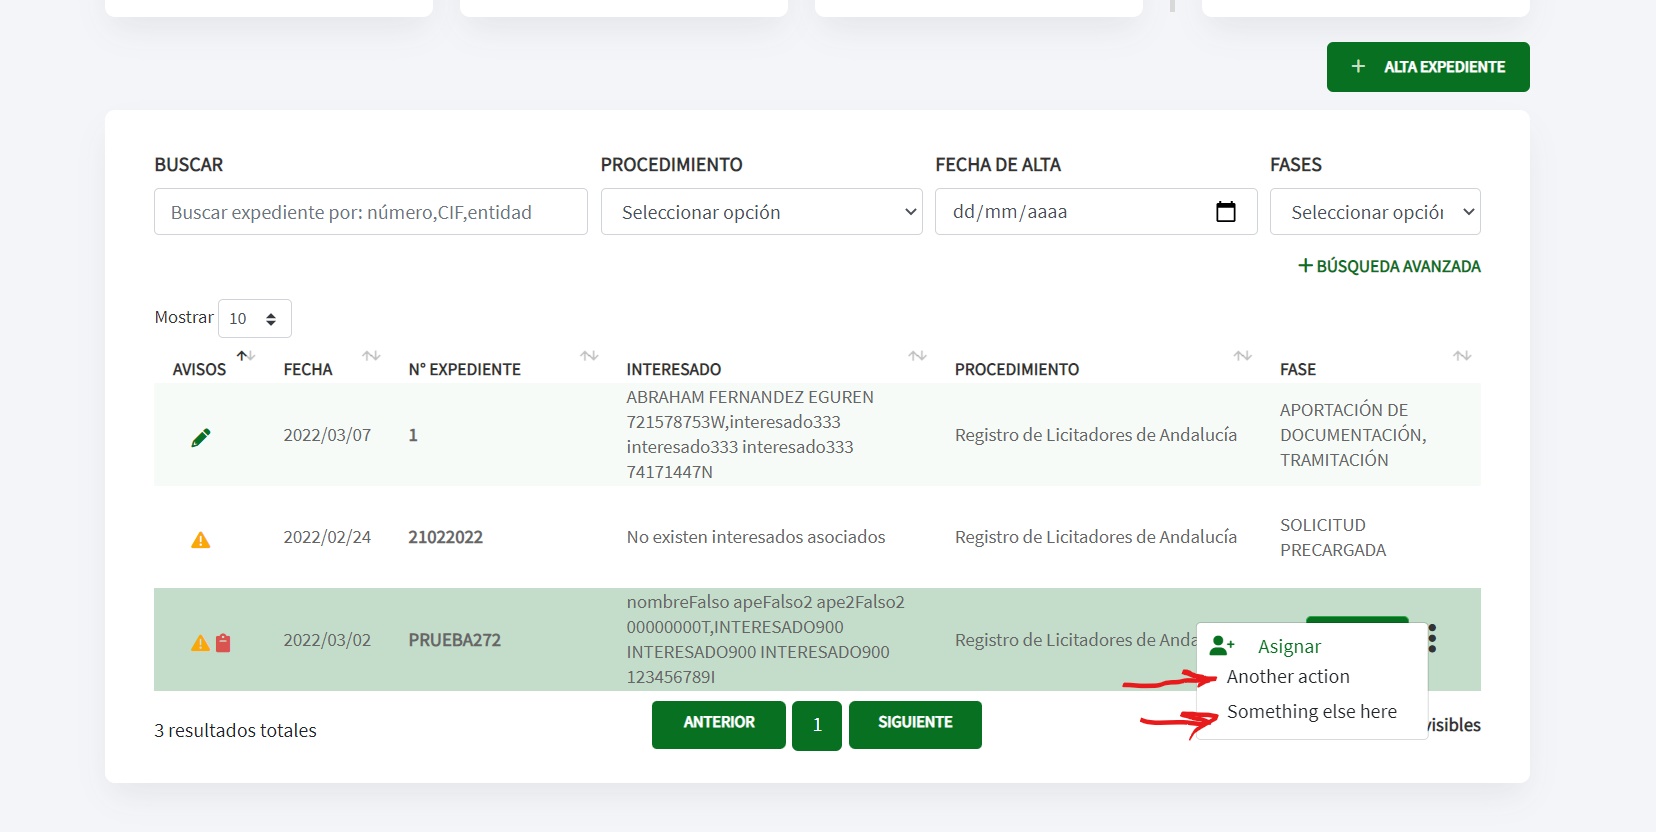 ALTA EXPEDIENTE
BUSCAR
PROCEDIMIENTO
FECHA DE ALTA
FASES
Buscar expediente por: número,CIF,entidad
Seleccionar opción
dd/mm/aaaa
Seleccionar opción
BÚSQUEDA AVANZADA
Mostrar 10
AVISOS
FECHA
N° EXPEDIENTE
INTERESADO
PROCEDIMIENTO
FASE
2022/03/07
1
ABRAHAM FERNANDEZ EGUREN
721578753W,interesado333
interesado333 interesado333
74171447N
Registro de Licitadores de Andalucía
APORTACIÓN DE
DOCUMENTACIÓN,
TRAMITACIÓN
2022/02/24
21022022
No existen interesados asociados
Registro de Licitadores de Andalucía
SOLICITUD
PRECARGADA
2022/03/02
PRUEBA272
nombreFalso apeFalso2 ape2Falso2
00000000T,INTERESADO900
INTERESADO900 INTERESADO900
123456789I
Registro de Licitadores de Anda
Asignar
Another action
Something else here
3 resultados totales
ANTERIOR
1
SIGUIENTE
visibles